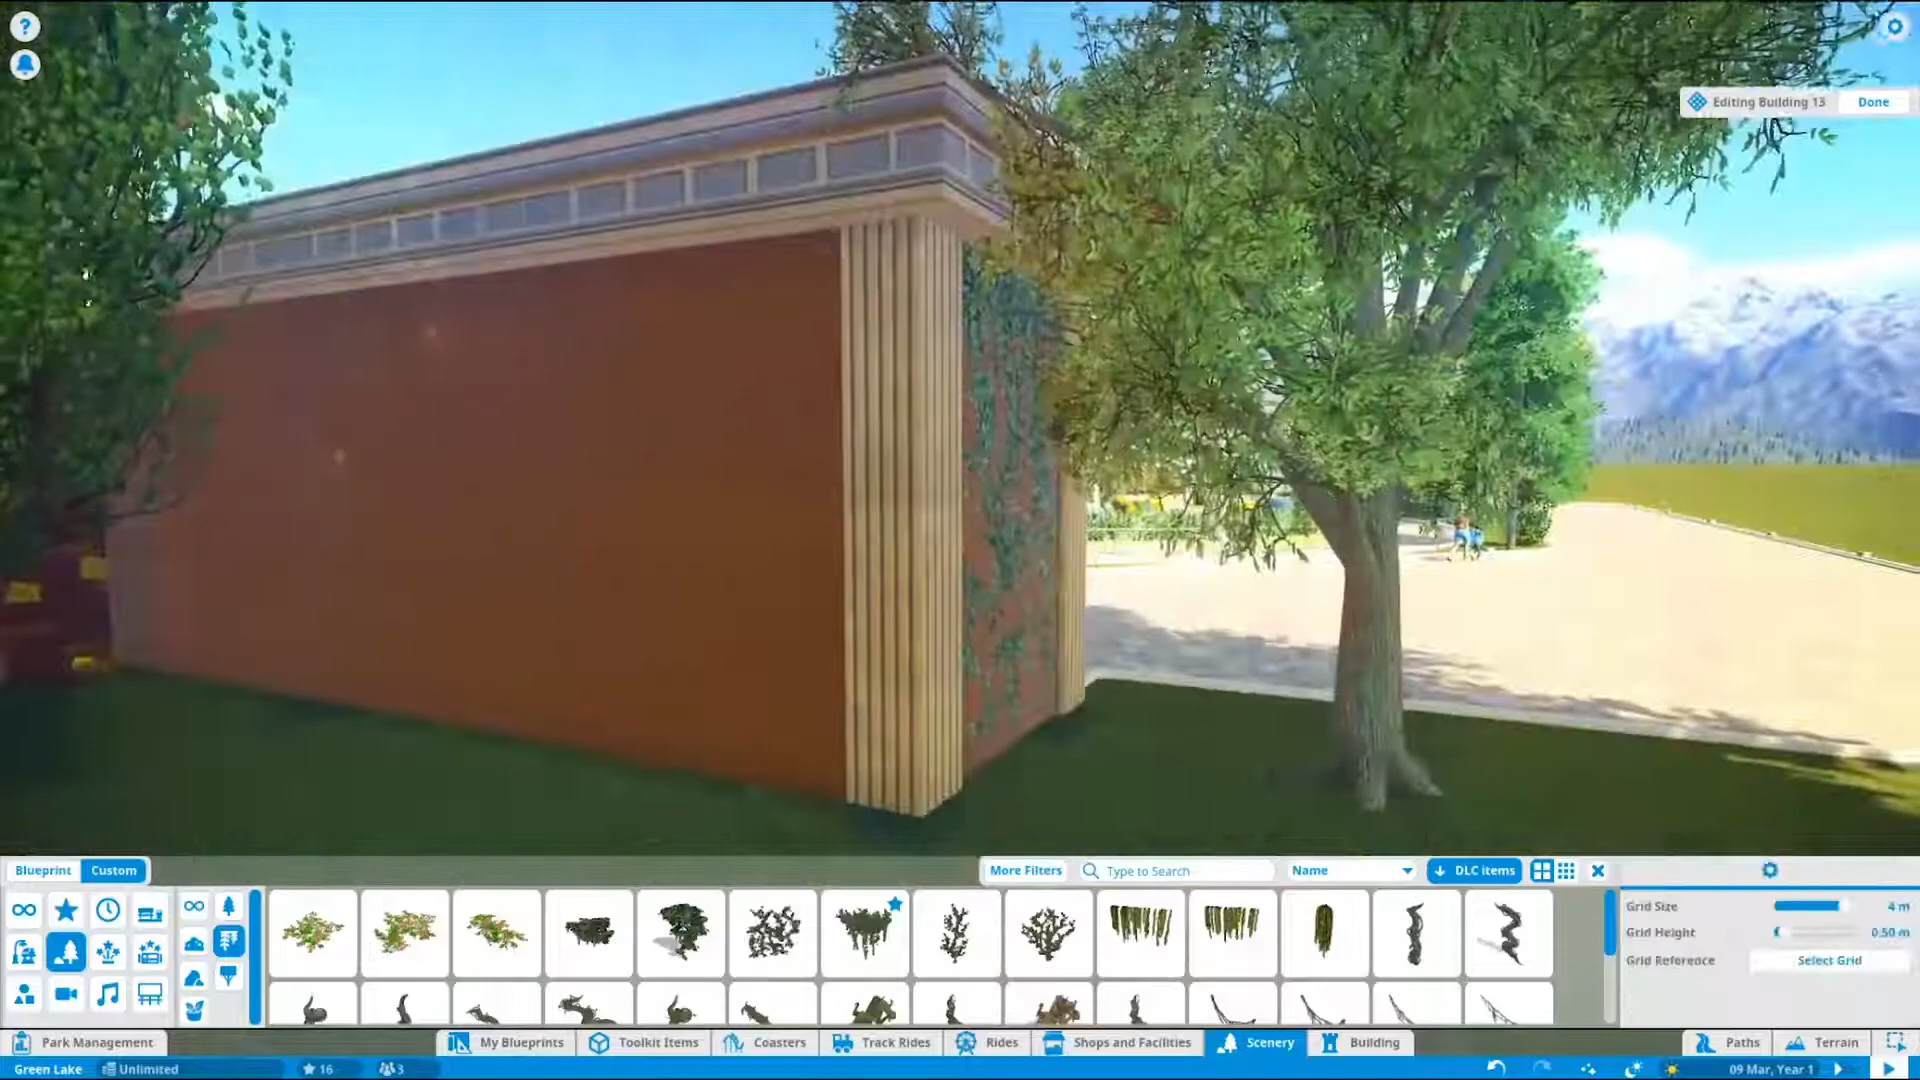 ?
Editing Building 13 Done
Blueprint Custom
More Filters Type to Search Name DLC items
Grid Size 4 m
Grid Height 0.50 m
Grid Reference Select Grid
Park Management My Blueprints Toolkit Items Coasters Track Rides Rides Shops and Facilities Scenery Building Paths Terrain
Green Lake Unlimited 16 3 09 Mar, Year 1